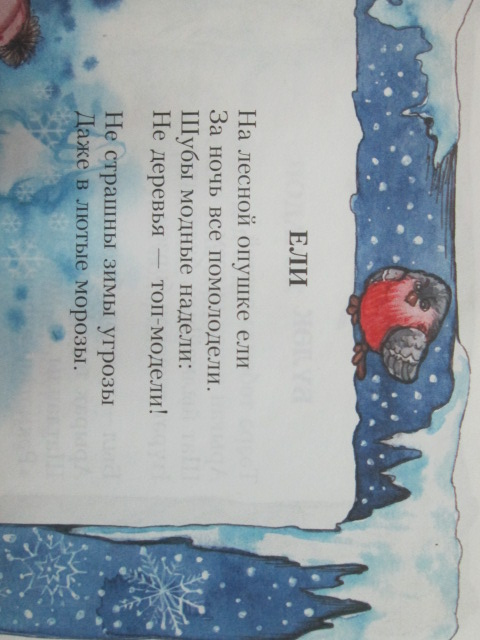 ЕЛИ
На лесной опушке ели
За ночь все помолодели.
Шубы модные надели:
Не деревья — топ-модели!
Не страшны зимы угрозы
Даже в лютые морозы.